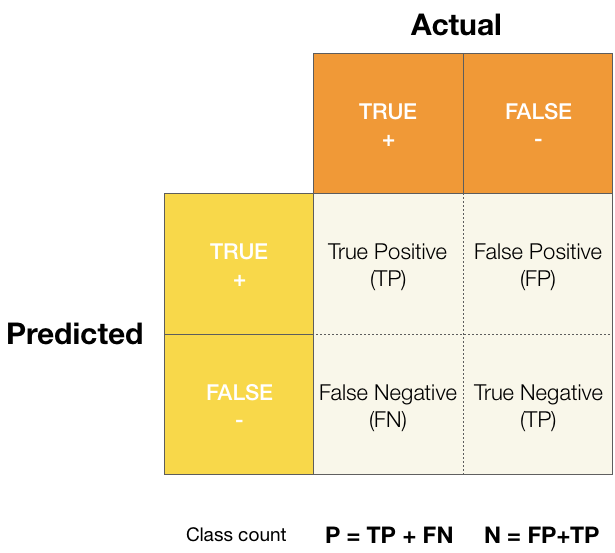 Actual
TRUE
+
FALSE
-
TRUE
+
True Positive
(TP)
False Positive
(FP)
Predicted
FALSE
-
False Negative
(FN)
True Negative
(TP)
Class count
P = TP + FN
N = FP+TP